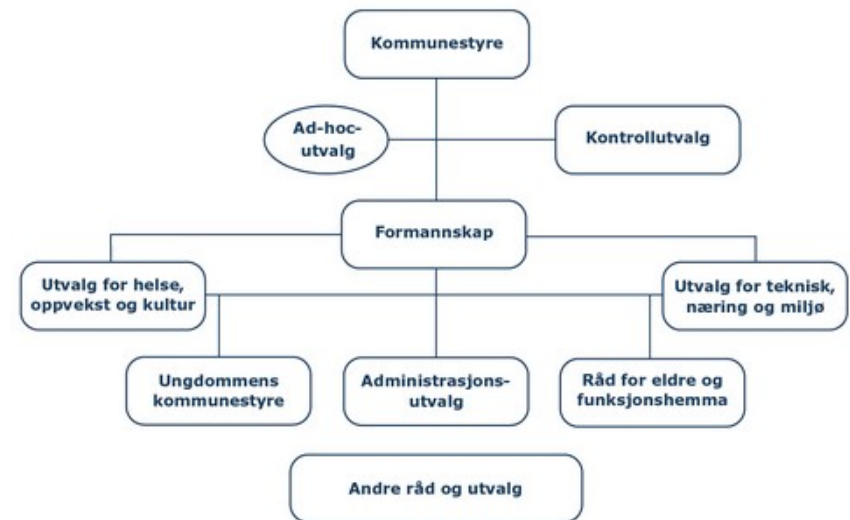 Kommunestyre
Ad-hoc-
utvalg
Kontrollutvalg
Formannskap
Utvalg for helse,
oppvekst og kultur
Utvalg for teknisk,
næring og miljø
Ungdommens
kommunestyre
Administrasjons-
utvalg
Råd for eldre og
funksjonshemma
Andre råd og utvalg